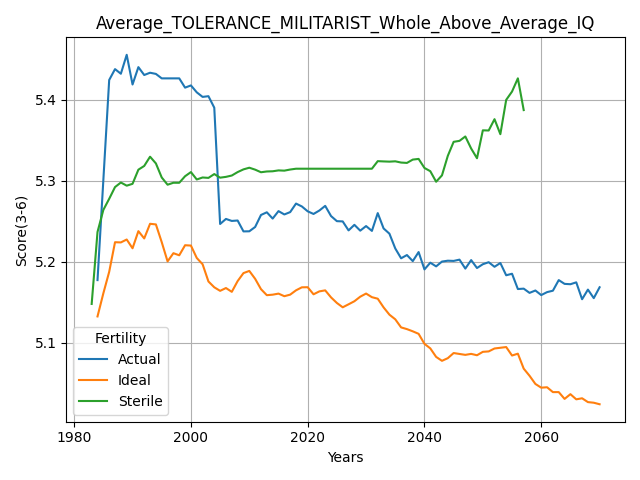 Average_TOLERANCE_MILITARIST_Whole_Above_Average_IQ
Score(3-6)
5.4
5.3
5.2
5.1
Fertility
Actual
Ideal
Sterile
1980
2000
2020
2040
2060
Years